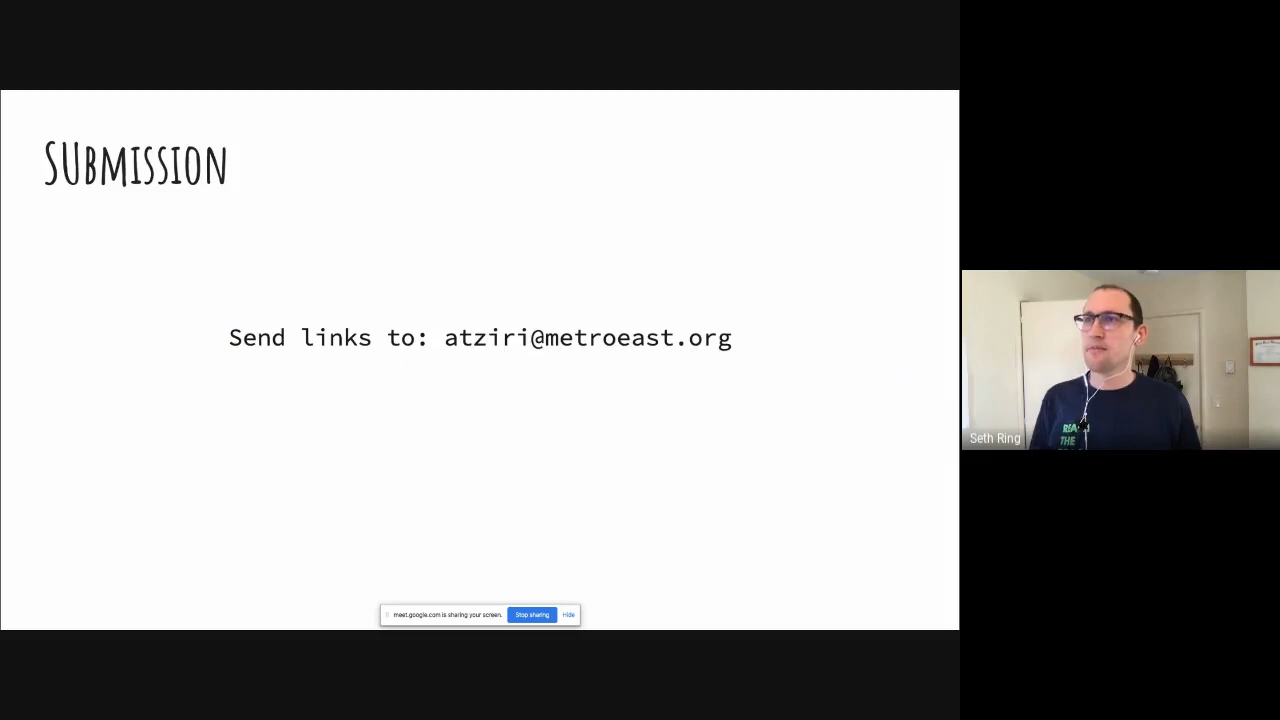 SUbmission
Send links to: atziri@metroeast.org
meet.google.com is sharing your screen. Stop sharing Hide
Seth Ring
THE